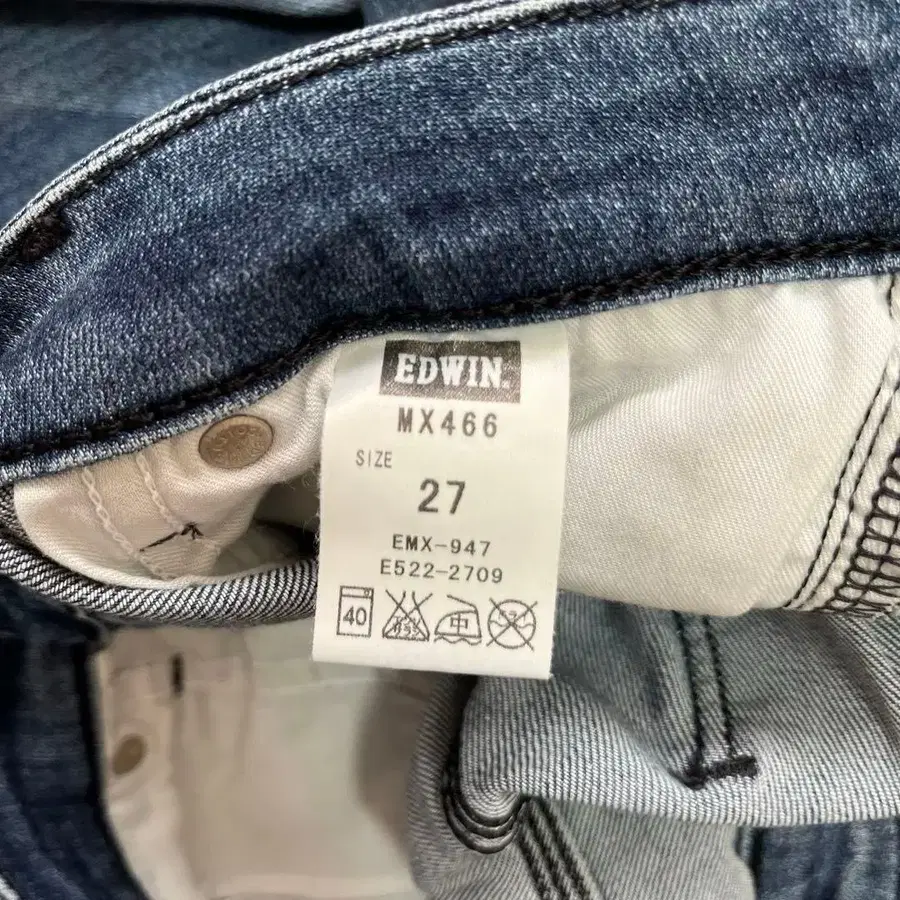 EDWIN.
MX466
SIZE
27
EMX-947
E522-2709
40 中